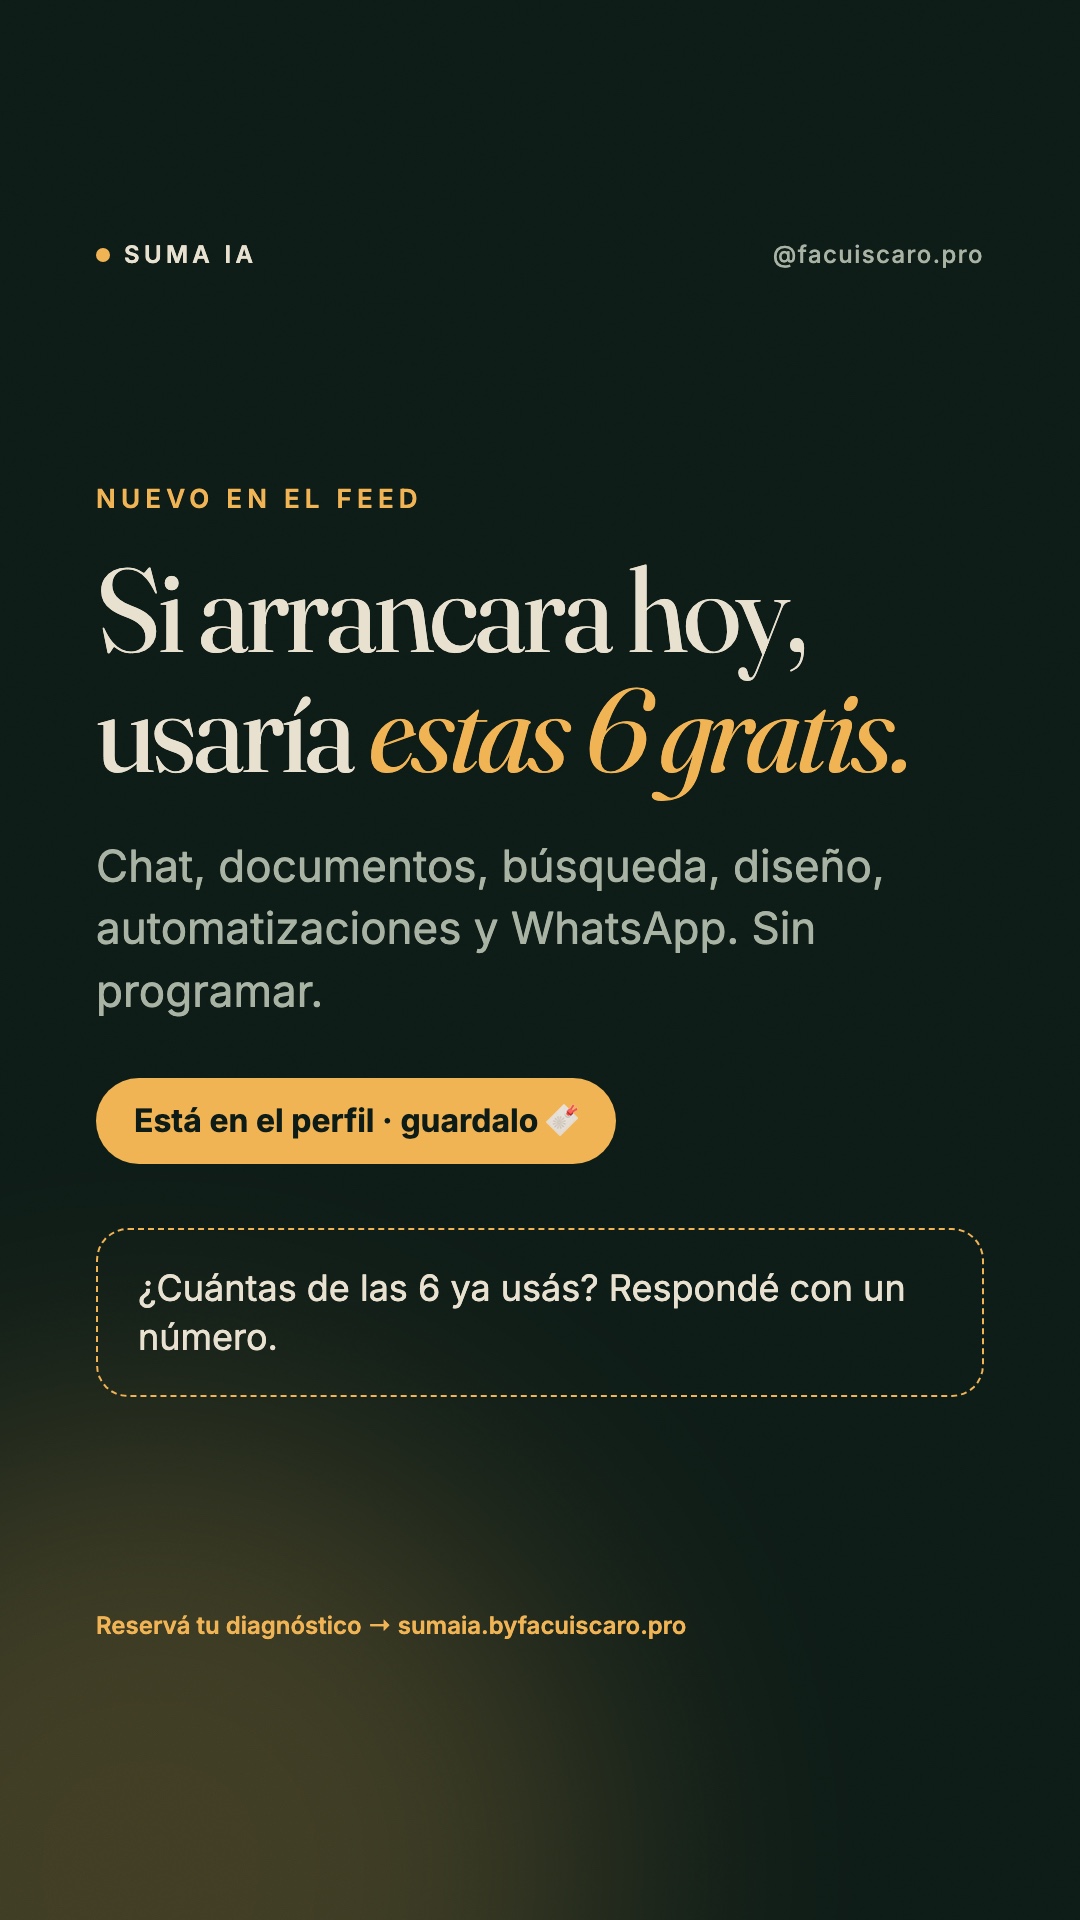 SUMA IA
@facuiscaro.pro
NUEVO EN EL FEED
Si arrancara hoy,
usaría estas 6 gratis.
Chat, documentos, búsqueda, diseño,
automatizaciones y WhatsApp. Sin
programar.
Está en el perfil · guardalo 🔖
¿Cuántas de las 6 ya usás? Respondé con un
número.
Reservá tu diagnóstico → sumaia.byfacuiscaro.pro